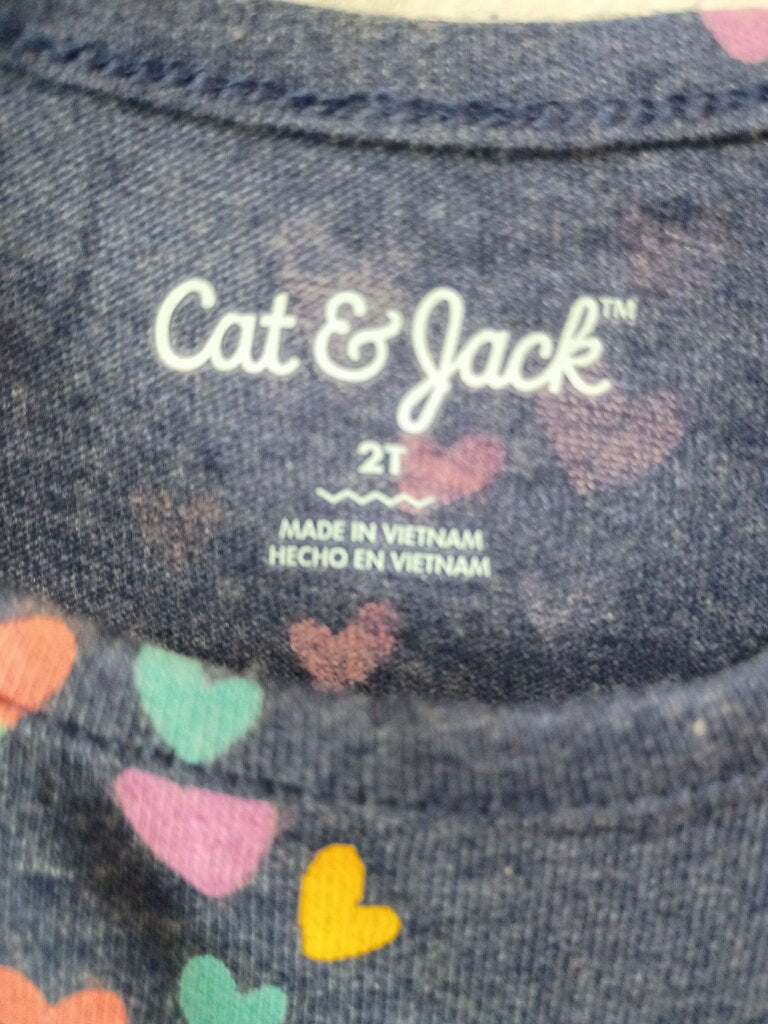 Cat & Jack™
2T
MADE IN VIETNAM
HECHO EN VIETNAM